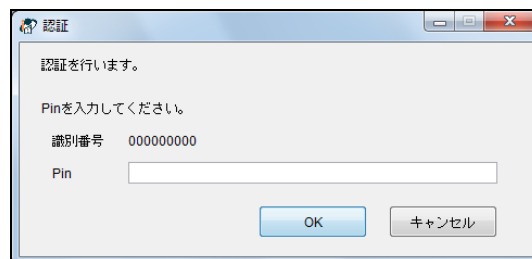 認証
認証を行います。
Pinを入力してください。
識別番号 000000000
Pin
OK キャンセル